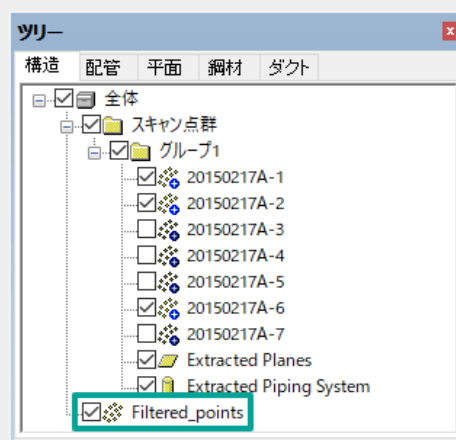 ツリー
構造 配管 平面 鋼材 ダクト
全体
スキャン点群
グループ1
20150217A-1
20150217A-2
20150217A-3
20150217A-4
20150217A-5
20150217A-6
20150217A-7
Extracted Planes
Extracted Piping System
Filtered_points